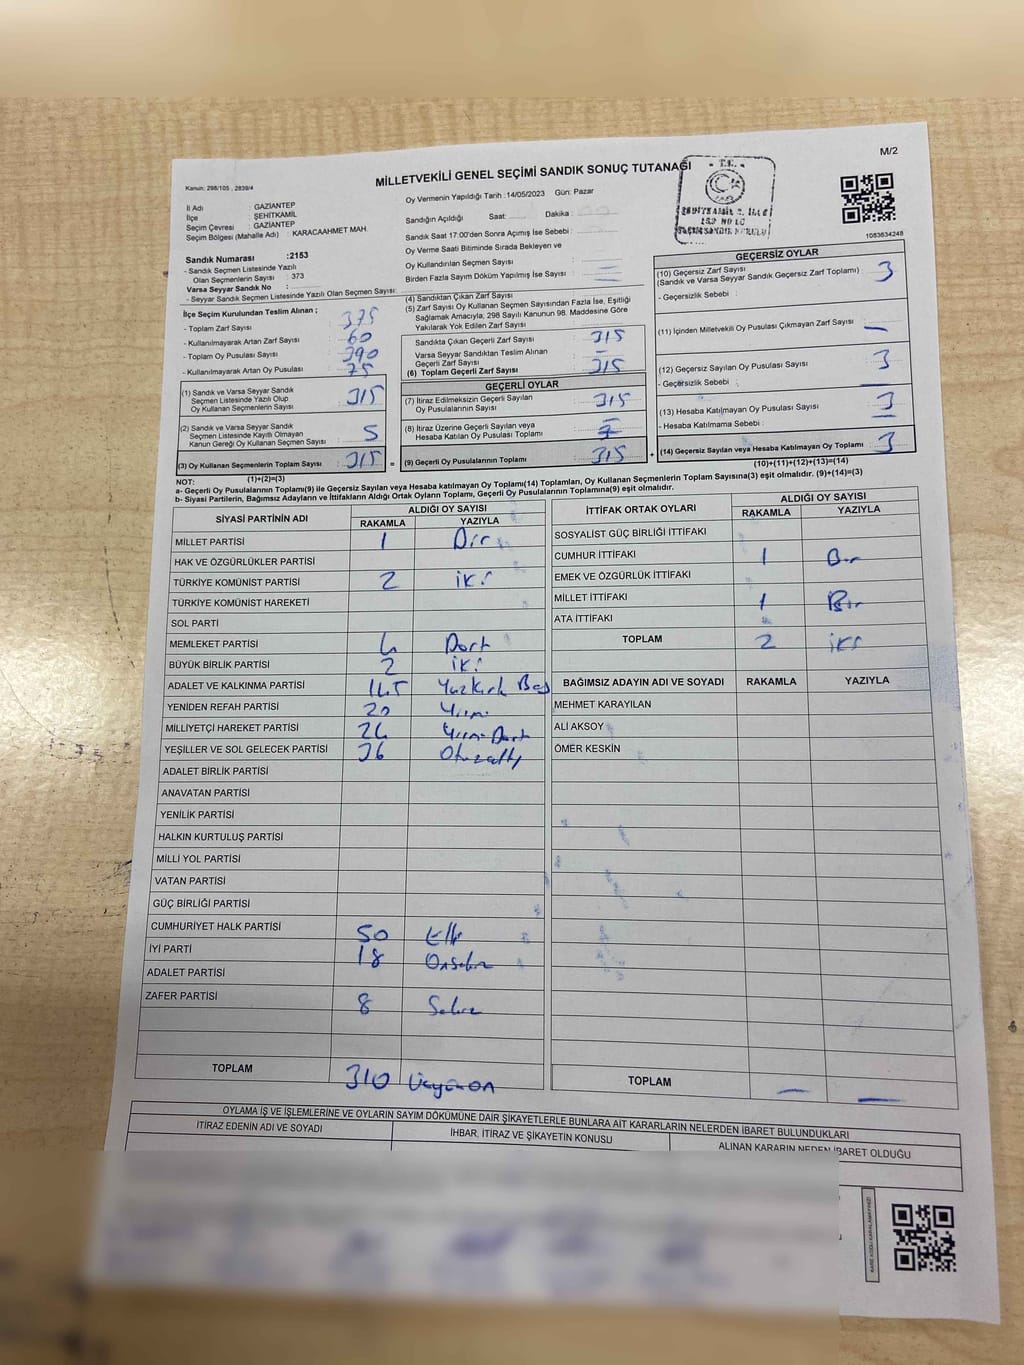 M/2
MİLLETVEKİLİ GENEL SEÇİMİ SANDIK SONUÇ TUTANAĞI
Kanun: 298/105 , 2839/4
İl Adı : GAZİANTEP
İlçe : ŞEHİTKAMİL
Seçim Çevresi : GAZİANTEP
Seçim Bölgesi (Mahalle Adı) : KARACAAHMET MAH.
Sandık Numarası :2153
- Sandık Seçmen Listesinde Yazılı
Olan Seçmenlerin Sayısı : 373
Varsa Seyyar Sandık No :
- Seyyar Sandık Seçmen Listesinde Yazılı Olan Seçmen Sayısı:
Oy Vermenin Yapıldığı Tarih :14/05/2023 Gün: Pazar
Sandığın Açıldığı Saat: Dakika :
Sandık Saat 17:00'den Sonra Açımış İse Sebebi :
Oy Verme Saati Bitiminde Sırada Bekleyen ve
Oy Kullandırılan Seçmen Sayısı :
Birden Fazla Sayım Döküm Yapılmış İse Sayısı :
T.C.
1083634248
İlçe Seçim Kurulundan Teslim Alınan ;
- Toplam Zarf Sayısı : 375
- Kullanılmayarak Artan Zarf Sayısı : 60
- Toplam Oy Pusulası Sayısı : 390
- Kullanılmayarak Artan Oy Pusulası : 75
(1) Sandık ve Varsa Seyyar Sandık
Seçmen Listesinde Yazılı Olup
Oy Kullanan Seçmenlerin Sayısı : 315
(2) Sandık ve Varsa Seyyar Sandık
Seçmen Listesinde Kayıtlı Olmayan
Kanun Gereği Oy Kullanan Seçmen Sayısı : 5
(3) Oy Kullanan Seçmenlerin Toplam Sayısı : 315 =
(1)+(2)=(3)
(4) Sandıktan Çıkan Zarf Sayısı
(5) Zarf Sayısı Oy Kullanan Seçmen Sayısından Fazla İse, Eşitliği
Sağlamak Amacıyla, 298 Sayılı Kanunun 98. Maddesine Göre
Yakılarak Yok Edilen Zarf Sayısı
Sandıkta Çıkan Geçerli Zarf Sayısı : 315
Varsa Seyyar Sandıktan Teslim Alınan
Geçerli Zarf Sayısı : —
(6) Toplam Geçerli Zarf Sayısı : 315
GEÇERLİ OYLAR
(7) İtiraz Edilmeksizin Geçerli Sayılan
Oy Pusulalarının Sayısı : 315
(8) İtiraz Üzerine Geçerli Sayılan veya
Hesaba Katılan Oy Pusulaları Toplamı :
(9) Geçerli Oy Pusulalarının Toplamı : 315 +
GEÇERSİZ OYLAR
(10) Geçersiz Zarf Sayısı
(Sandık ve Varsa Seyyar Sandık Geçersiz Zarf Toplamı) : 3
- Geçersizlik Sebebi :
(11) İçinden Milletvekili Oy Pusulası Çıkmayan Zarf Sayısı : —
(12) Geçersiz Sayılan Oy Pusulası Sayısı : 3
- Geçersizlik Sebebi :
(13) Hesaba Katılmayan Oy Pusulası Sayısı : 3
- Hesaba Katılmama Sebebi :
(14) Geçersiz Sayılan veya Hesaba Katılmayan Oy Toplamı : 3
(10)+(11)+(12)+(13)=(14)
NOT:
a- Geçerli Oy Pusulalarının Toplamı(9) ile Geçersiz Sayılan veya Hesaba katılmayan Oy Toplamı(14) Toplamları, Oy Kullanan Seçmenlerin Toplam Sayısına(3) eşit olmalıdır. (9)+(14)=(3)
b- Siyasi Partilerin, Bağımsız Adayların ve İttifakların Aldığı Ortak Oyların Toplamı, Geçerli Oy Pusulalarının Toplamına(9) eşit olmalıdır.
SİYASİ PARTİNİN ADI ALDIĞI OY SAYISI
RAKAMLA YAZIYLA
MİLLET PARTİSİ 1 Bir
HAK VE ÖZGÜRLÜKLER PARTİSİ
TÜRKİYE KOMÜNİST PARTİSİ 2 iki
TÜRKİYE KOMÜNİST HAREKETİ
SOL PARTİ
MEMLEKET PARTİSİ 4 Dört
BÜYÜK BİRLİK PARTİSİ 2 iki
ADALET VE KALKINMA PARTİSİ 145 Yüzkırk Beş
YENİDEN REFAH PARTİSİ 20 Yirmi
MİLLİYETÇİ HAREKET PARTİSİ 24 Yirmi Dört
YEŞİLLER VE SOL GELECEK PARTİSİ 36 Otuzaltı
ADALET BİRLİK PARTİSİ
ANAVATAN PARTİSİ
YENİLİK PARTİSİ
HALKIN KURTULUŞ PARTİSİ
MİLLİ YOL PARTİSİ
VATAN PARTİSİ
GÜÇ BİRLİĞİ PARTİSİ
CUMHURİYET HALK PARTİSİ 50 Elli
İYİ PARTİ 18 Onsekiz
ADALET PARTİSİ
ZAFER PARTİSİ 8 Sekiz
TOPLAM 310 Üçyüzon
İTTİFAK ORTAK OYLARI ALDIĞI OY SAYISI
RAKAMLA YAZIYLA
SOSYALİST GÜÇ BİRLİĞİ İTTİFAKI
CUMHUR İTTİFAKI 1 Bir
EMEK VE ÖZGÜRLÜK İTTİFAKI
MİLLET İTTİFAKI 1 Bir
ATA İTTİFAKI
TOPLAM 2 iki
BAĞIMSIZ ADAYIN ADI VE SOYADI RAKAMLA YAZIYLA
MEHMET KARAYILAN
ALİ AKSOY
ÖMER KESKİN
TOPLAM — —
OYLAMA İŞ VE İŞLEMLERİNE VE OYLARIN SAYIM DÖKÜMÜNE DAİR ŞİKAYETLERLE BUNLARA AİT KARARLARIN NELERDEN İBARET BULUNDUKLARI
İTİRAZ EDENİN ADI VE SOYADI
İHBAR, İTİRAZ VE ŞİKAYETİN KONUSU
ALINAN KARARIN NEDEN İBARET OLDUĞU